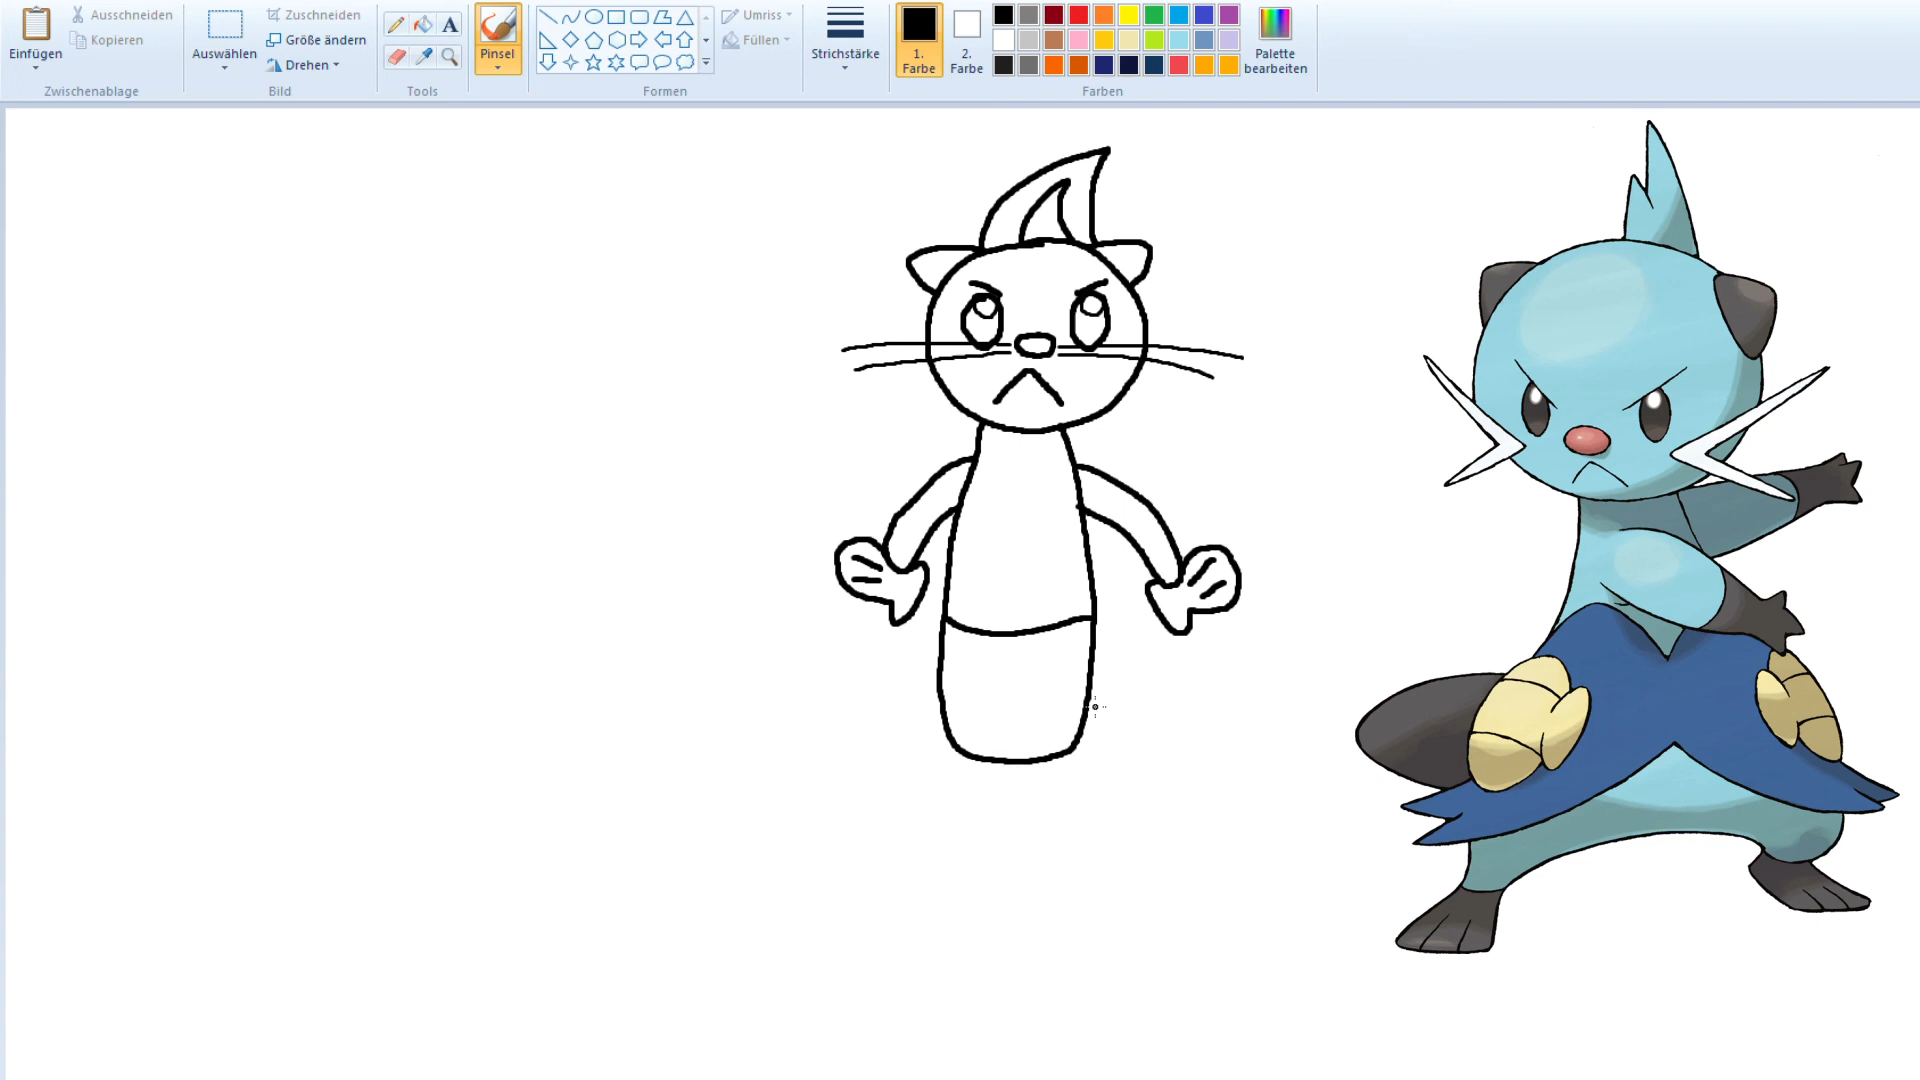 Einfügen
Ausschneiden
Kopieren
Zwischenablage
Auswählen
Zuschneiden
Größe ändern
Drehen
Bild
A
Tools
Pinsel
Umriss
Füllen
Formen
Strichstärke
1.
Farbe
2.
Farbe
Palette
bearbeiten
Farben